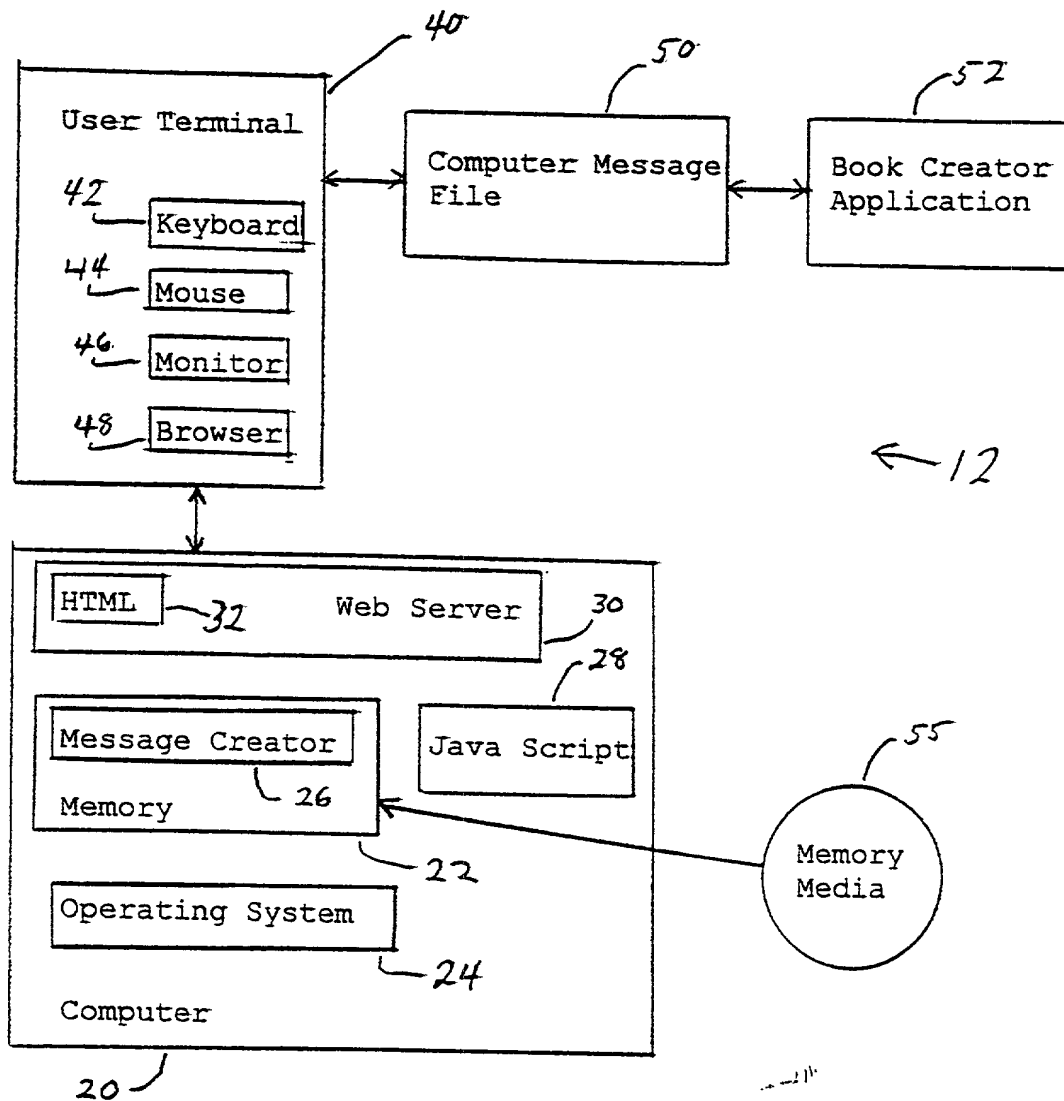 40
50
52
User Terminal
Computer Message
File
Book Creator
Application
42
Keyboard
44
Mouse
46
Monitor
48
Browser
12
HTML
32
Web Server
30
28
Message Creator
26
Java Script
Memory
22
55
Memory
Media
Operating System
24
Computer
20